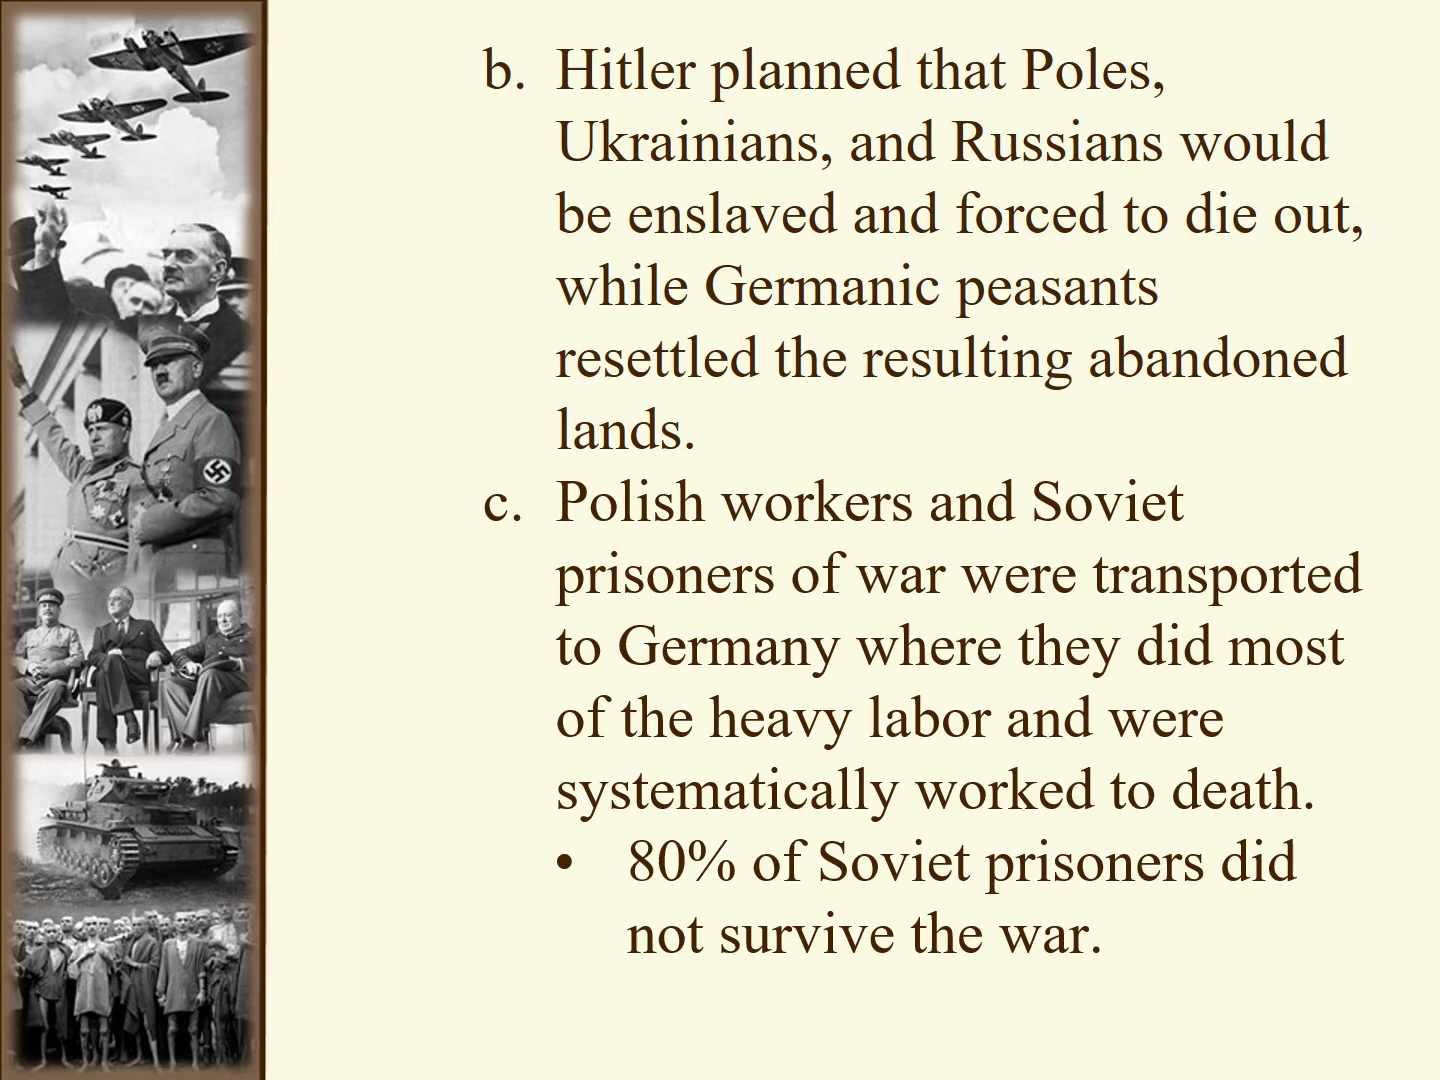 b. Hitler planned that Poles,
Ukrainians, and Russians would
be enslaved and forced to die out,
while Germanic peasants
resettled the resulting abandoned
lands.
c. Polish workers and Soviet
prisoners of war were transported
to Germany where they did most
of the heavy labor and were
systematically worked to death.
• 80% of Soviet prisoners did
not survive the war.